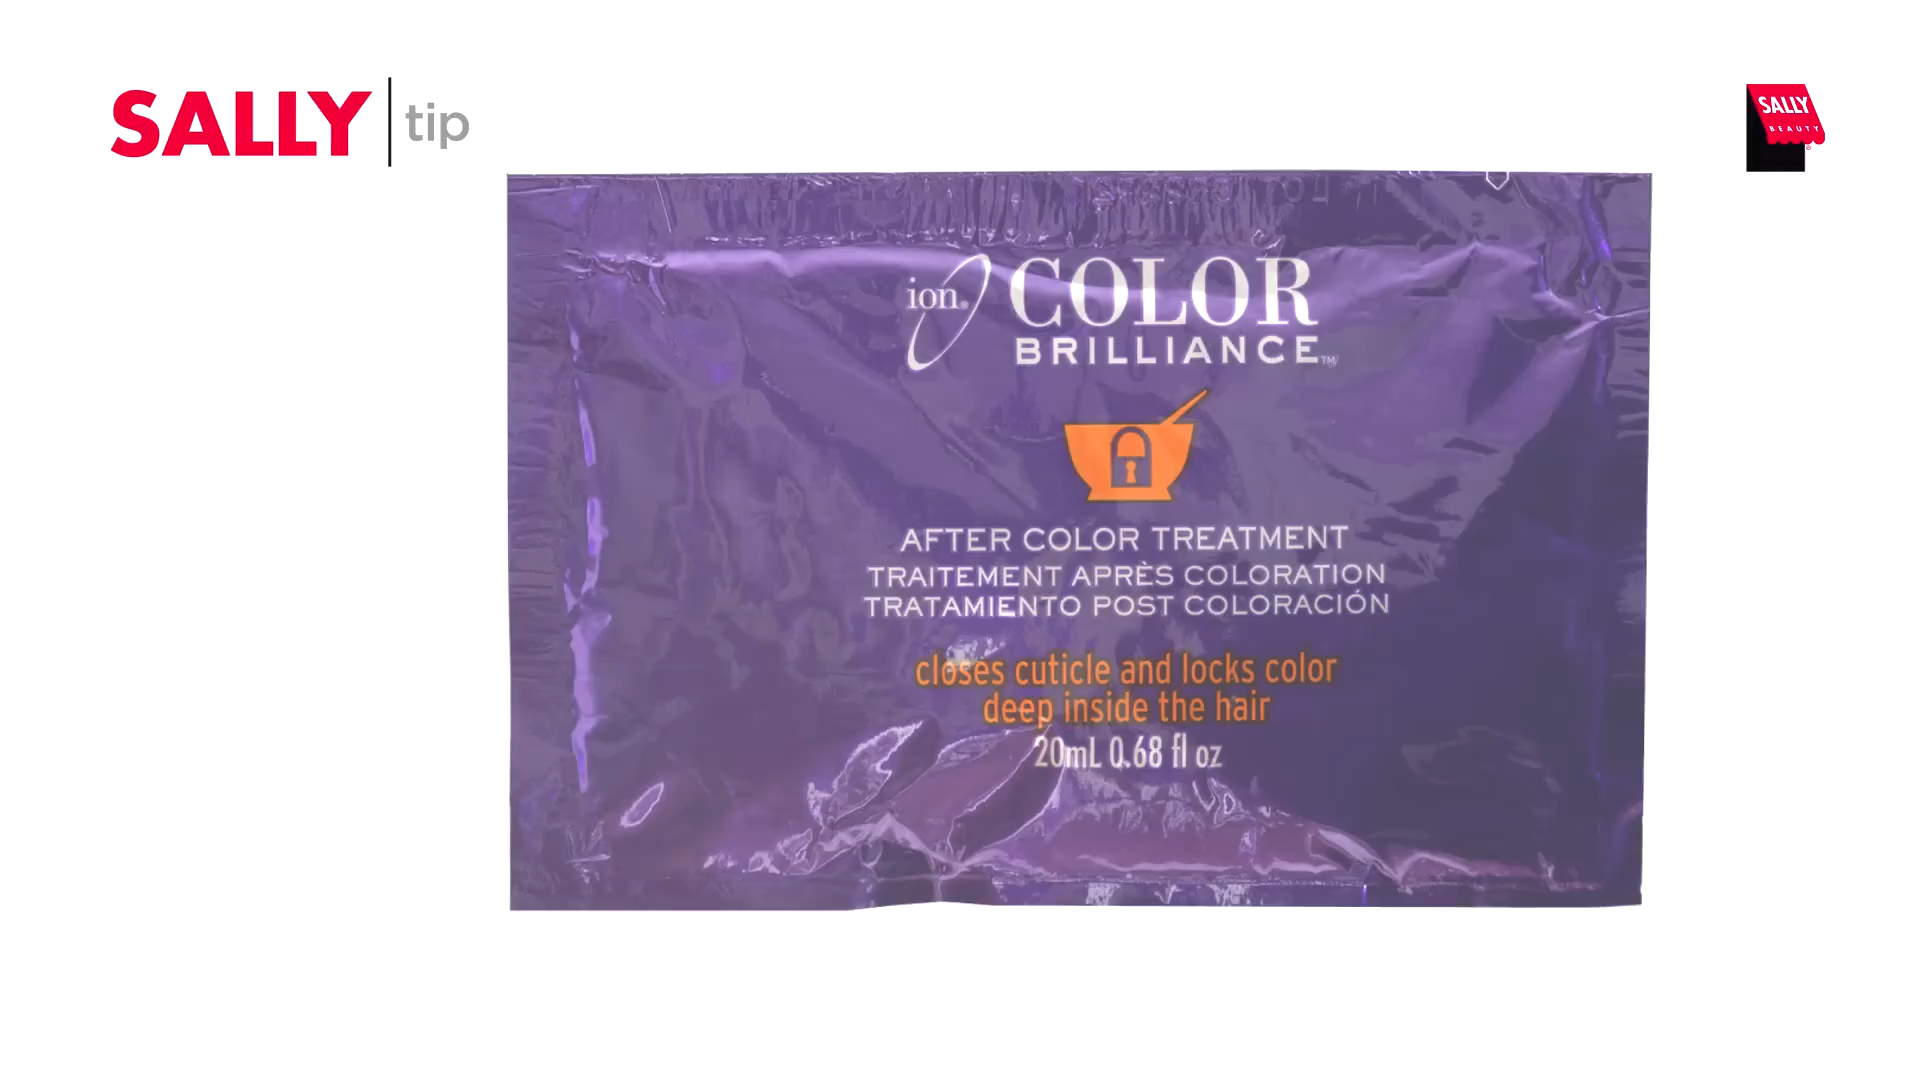 SALLY | tip
SALLY
BEAUTY
ion® COLOR
BRILLIANCE™
AFTER COLOR TREATMENT
TRAITEMENT APRÈS COLORATION
TRATAMIENTO POST COLORACIÓN
closes cuticle and locks color
deep inside the hair
20mL 0.68 fl oz